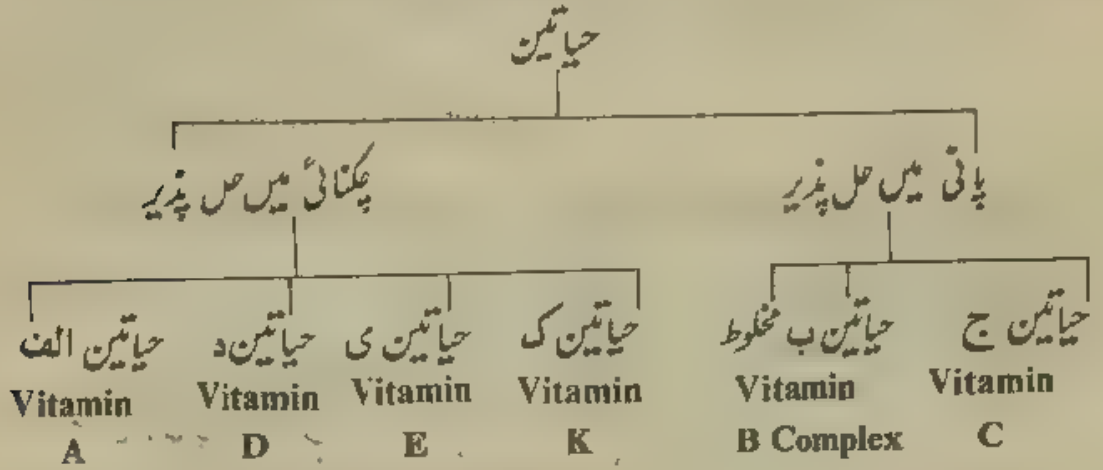 حیاتین
پانی میں حل پذیر
چکنائی میں حل پذیر
حیاتین ج
Vitamin
C
حیاتین ب مخلوط
Vitamin
B Complex
حیاتین ک
Vitamin
K
حیاتین ی
Vitamin
E
حیاتین د
Vitamin
D
حیاتین الف
Vitamin
A